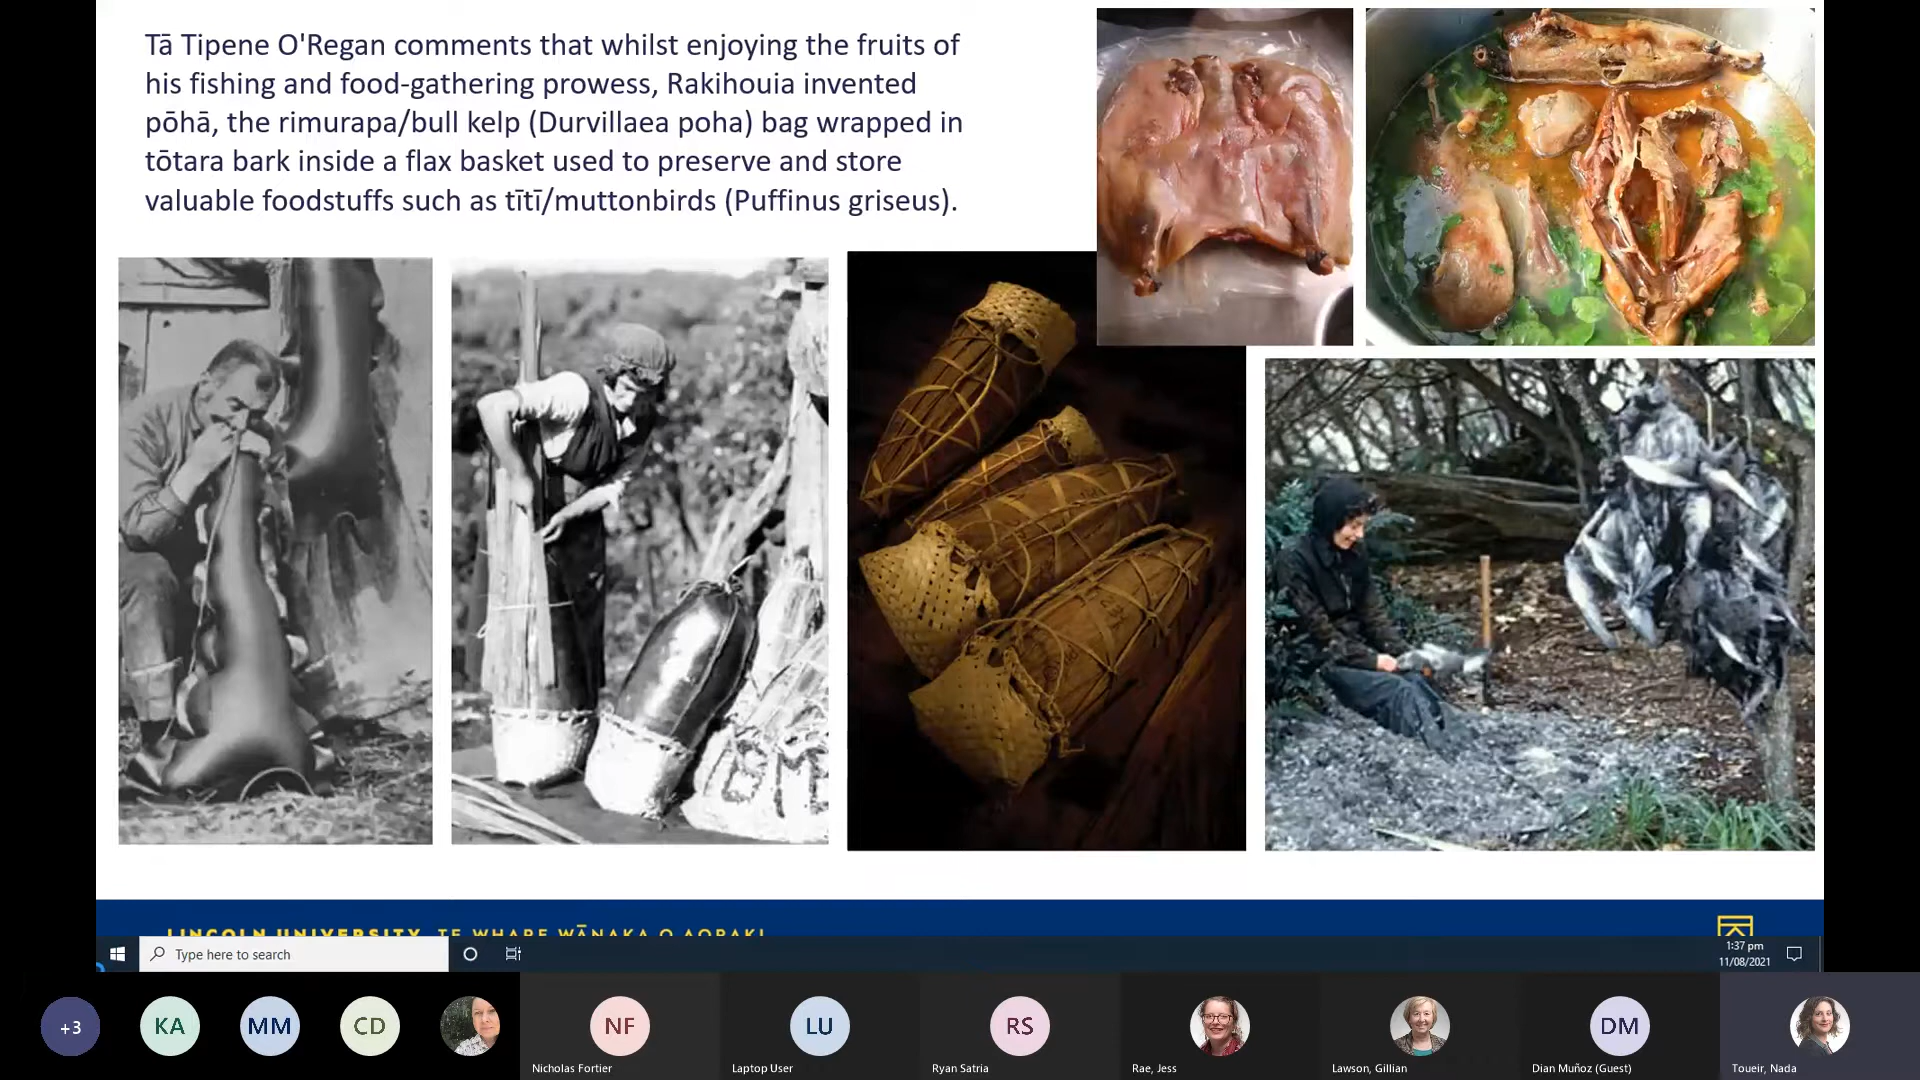 Tā Tipene O'Regan comments that whilst enjoying the fruits of
his fishing and food-gathering prowess, Rakihouia invented
pōhā, the rimurapa/bull kelp (Durvillaea poha) bag wrapped in
tōtara bark inside a flax basket used to preserve and store
valuable foodstuffs such as tītī/muttonbirds (Puffinus griseus).
LINCOLN UNIVERSITY TE WHARE WĀNAKA O AORAKI
Type here to search
1:37 pm
11/08/2021
+3
KA
MM
CD
NF
LU
RS
DM
Nicholas Fortier
Laptop User
Ryan Satria
Rae, Jess
Lawson, Gillian
Dian Muñoz (Guest)
Toueir, Nada